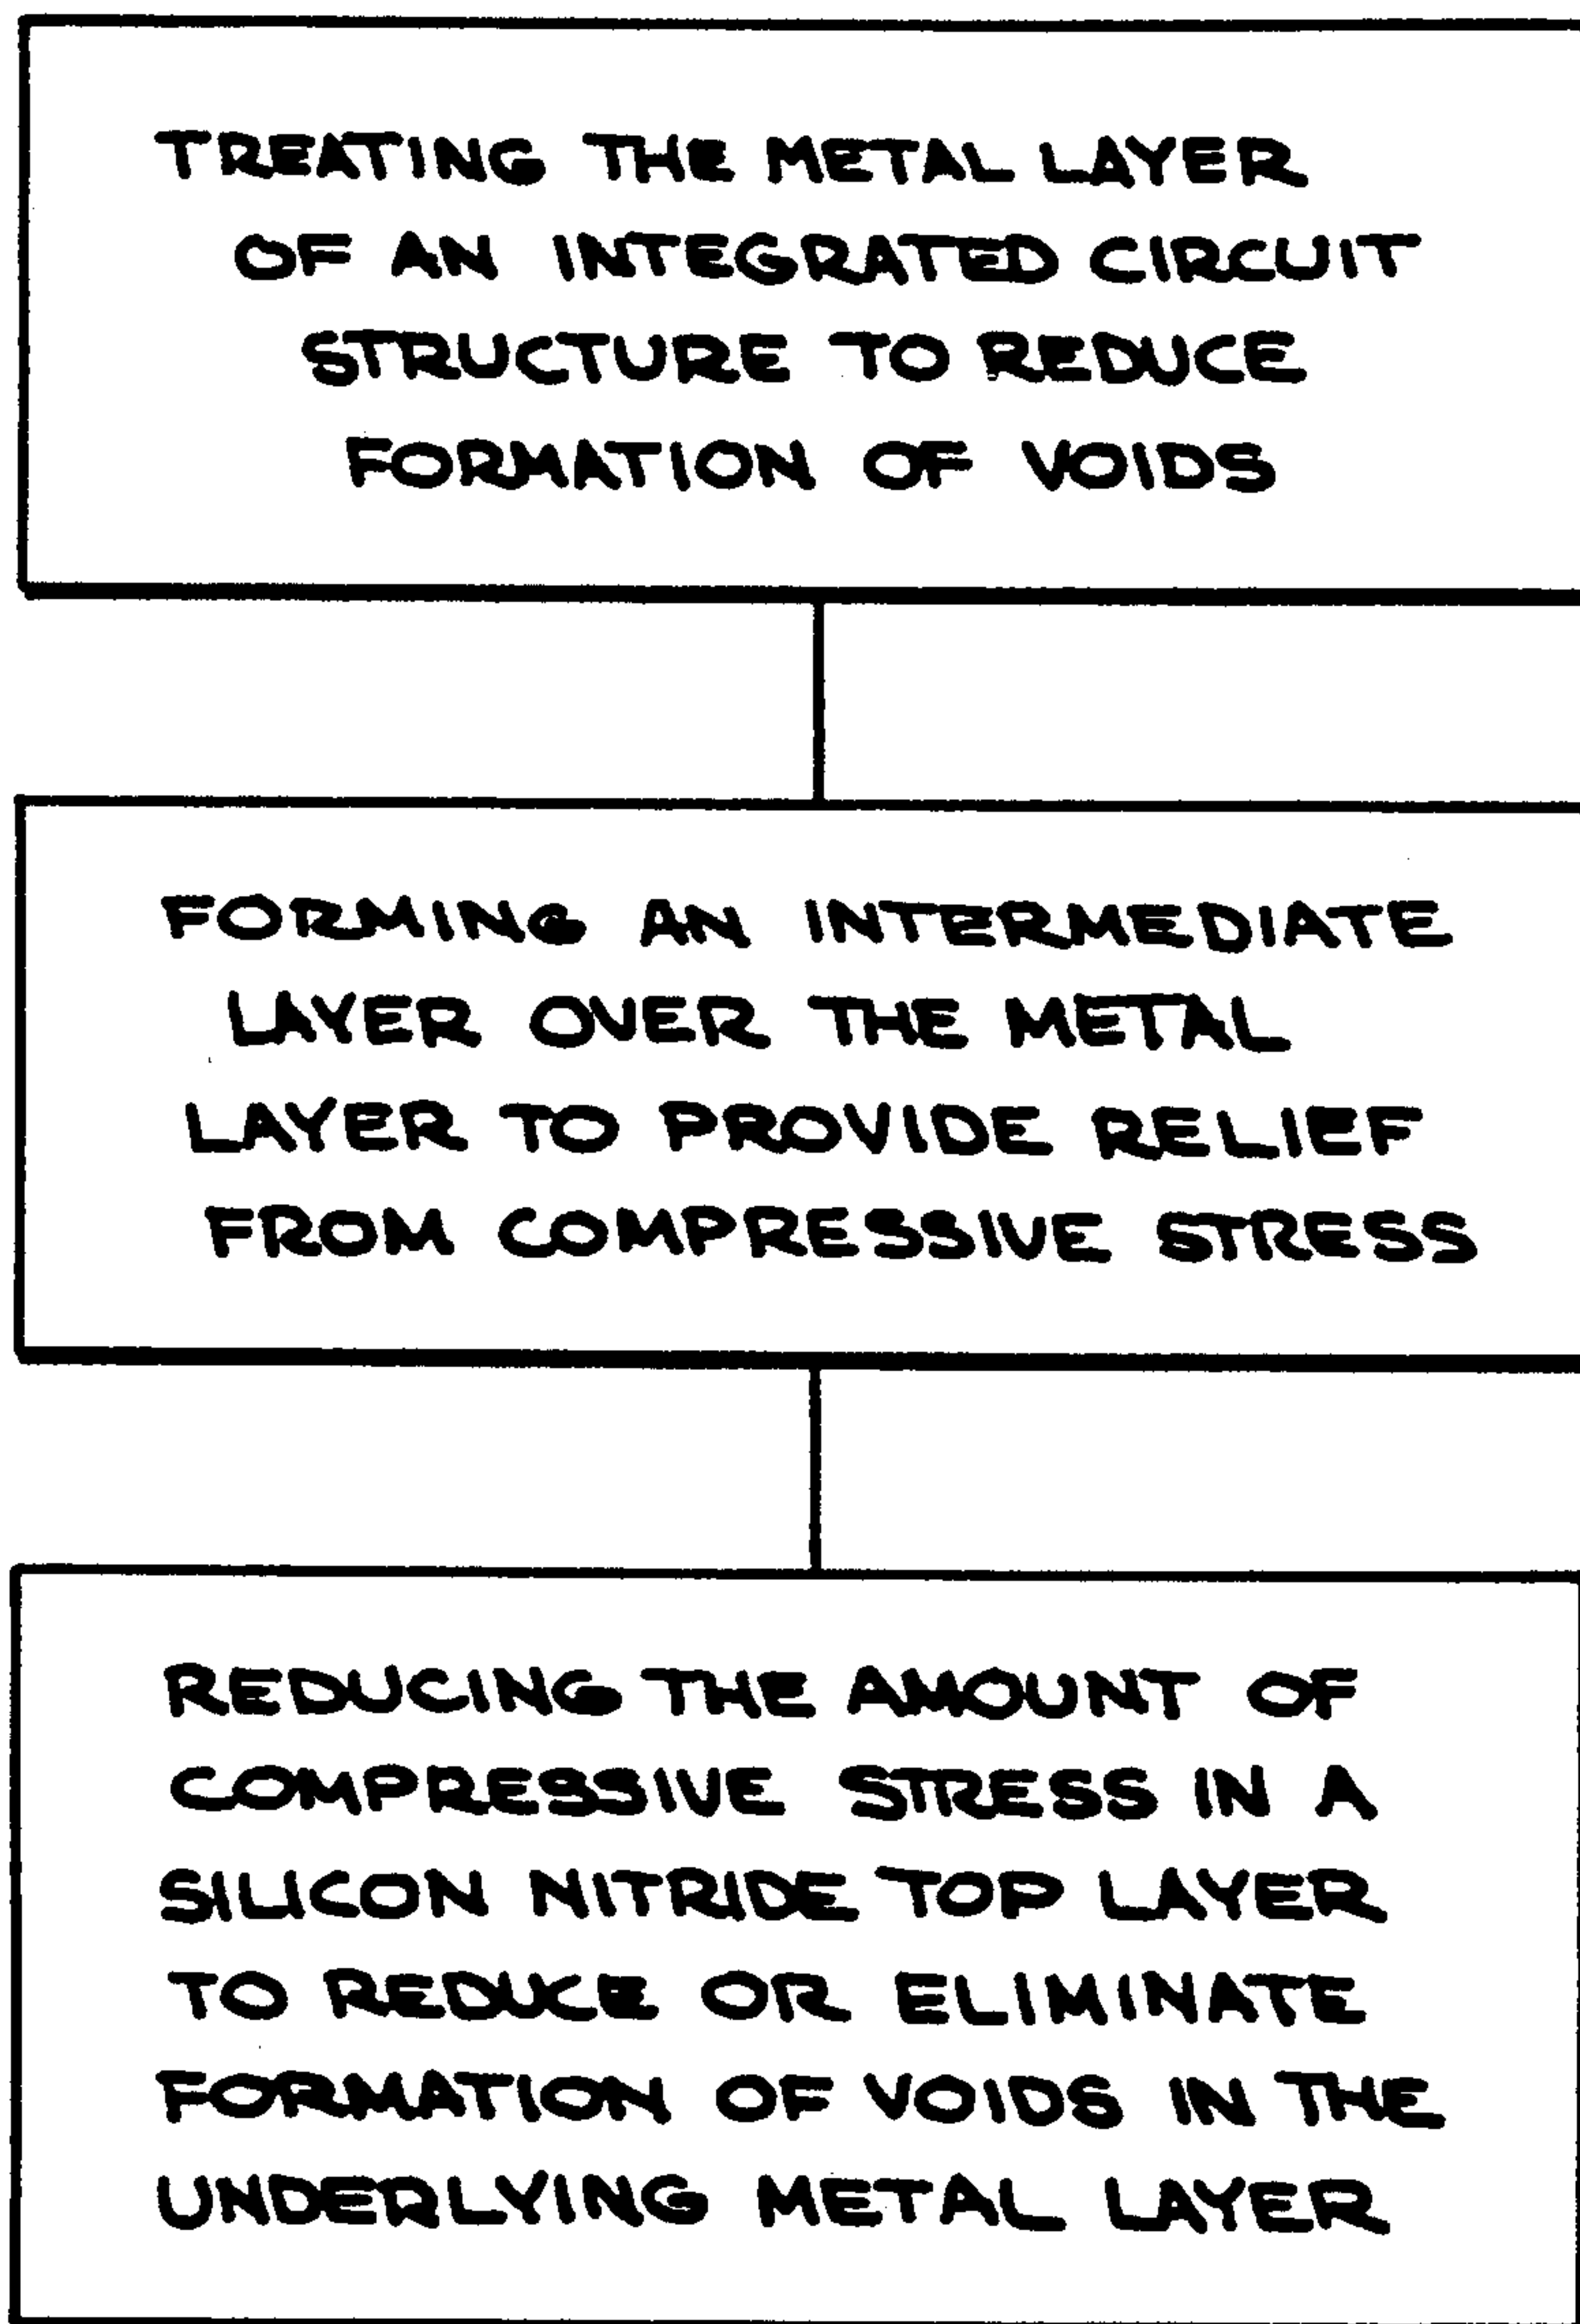 TREATING THE METAL LAYER
OF AN INTEGRATED CIRCUIT
STRUCTURE TO REDUCE
FORMATION OF VOIDS
FORMING AN INTERMEDIATE
LAYER OVER THE METAL
LAYER TO PROVIDE RELIEF
FROM COMPRESSIVE STRESS
REDUCING THE AMOUNT OF
COMPRESSIVE STRESS IN A
SILICON NITRIDE TOP LAYER
TO REDUCE OR ELIMINATE
FORMATION OF VOIDS IN THE
UNDERLYING METAL LAYER